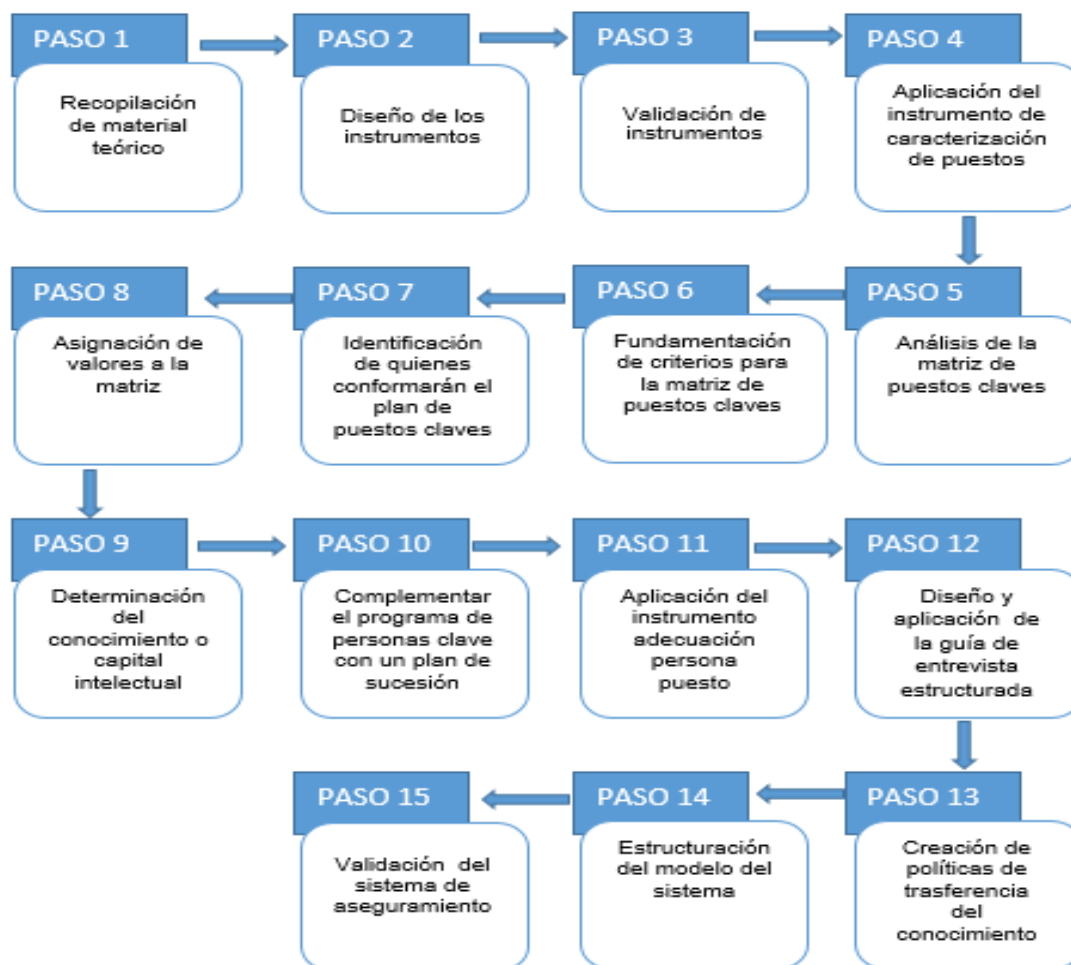 PASO 1
Recopilación
de material
teórico
PASO 2
Diseño de los
instrumentos
PASO 3
Validación de
instrumentos
PASO 4
Aplicación del
instrumento de
caracterización
de puestos
PASO 5
Análisis de la
matriz de
puestos claves
PASO 6
Fundamentación
de criterios para
la matriz de
puestos claves
PASO 7
Identificación
de quienes
conformarán el
plan de
puestos claves
PASO 8
Asignación de
valores a la
matriz
PASO 9
Determinación
del
conocimiento o
capital
intelectual
PASO 10
Complementar
el programa de
personas clave
con un plan de
sucesión
PASO 11
Aplicación del
instrumento
adecuación
persona
puesto
PASO 12
Diseño y
aplicación de
la guía de
entrevista
estructurada
PASO 13
Creación de
políticas de
trasferencia
del
conocimiento
PASO 14
Estructuración
del modelo del
sistema
PASO 15
Validación del
sistema de
aseguramiento